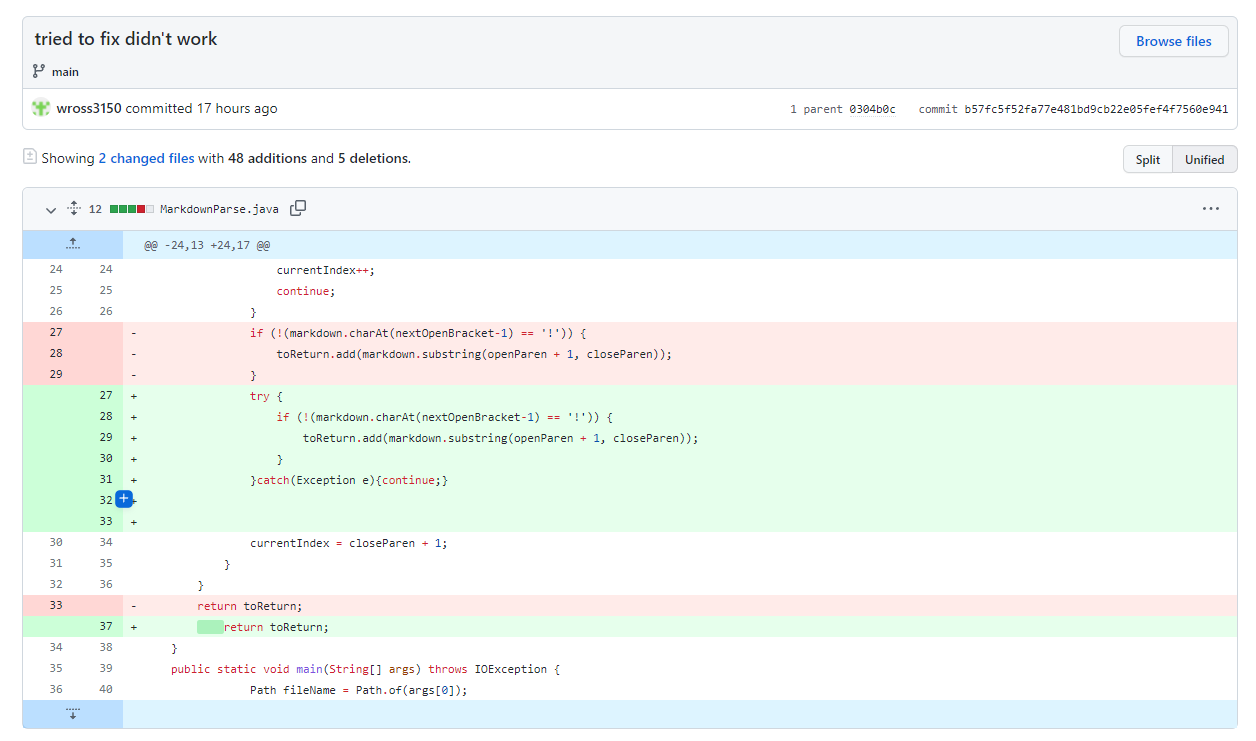 tried to fix didn't work
Browse files
main
wross3150 committed 17 hours ago
1 parent 0304b0c commit b57fc5f52fa77e481bd9cb22e05fef4f7560e941
Showing 2 changed files with 48 additions and 5 deletions.
Split Unified
12 MarkdownParse.java
@@ -24,13 +24,17 @@
24 24 currentIndex++;
25 25 continue;
26 26 }
27 - if (!(markdown.charAt(nextOpenBracket-1) == '!')) {
28 - toReturn.add(markdown.substring(openParen + 1, closeParen));
29 - }
27 + try {
28 + if (!(markdown.charAt(nextOpenBracket-1) == '!')) {
29 + toReturn.add(markdown.substring(openParen + 1, closeParen));
30 + }
31 + }catch(Exception e){continue;}
32 +
33 +
30 34 currentIndex = closeParen + 1;
31 35 }
32 36 }
33 - return toReturn;
37 + return toReturn;
34 38 }
35 39 public static void main(String[] args) throws IOException {
36 40 Path fileName = Path.of(args[0]);